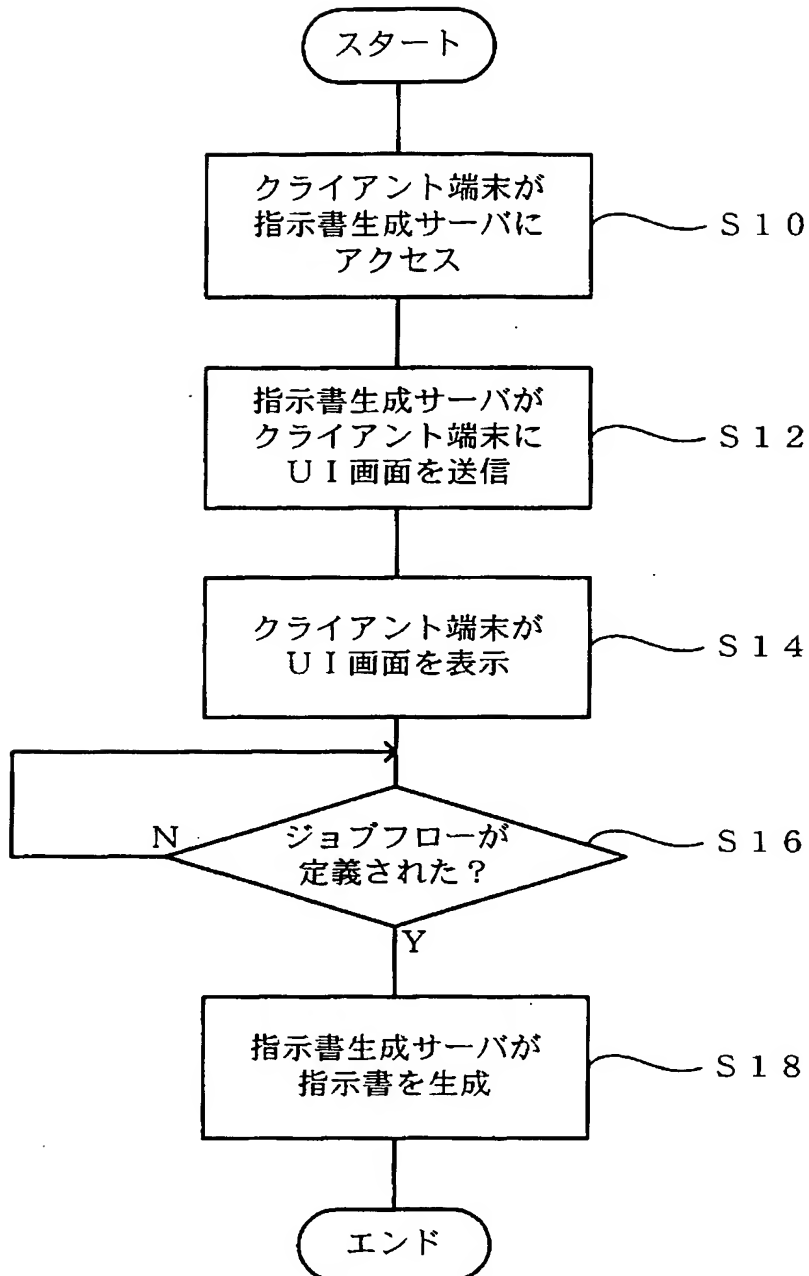 スタート
クライアント端末が
指示書生成サーバに
アクセス
S10
指示書生成サーバが
クライアント端末に
UI画面を送信
S12
クライアント端末が
UI画面を表示
S14
ジョブフローが
定義された?
S16
N
Y
指示書生成サーバが
指示書を生成
S18
エンド